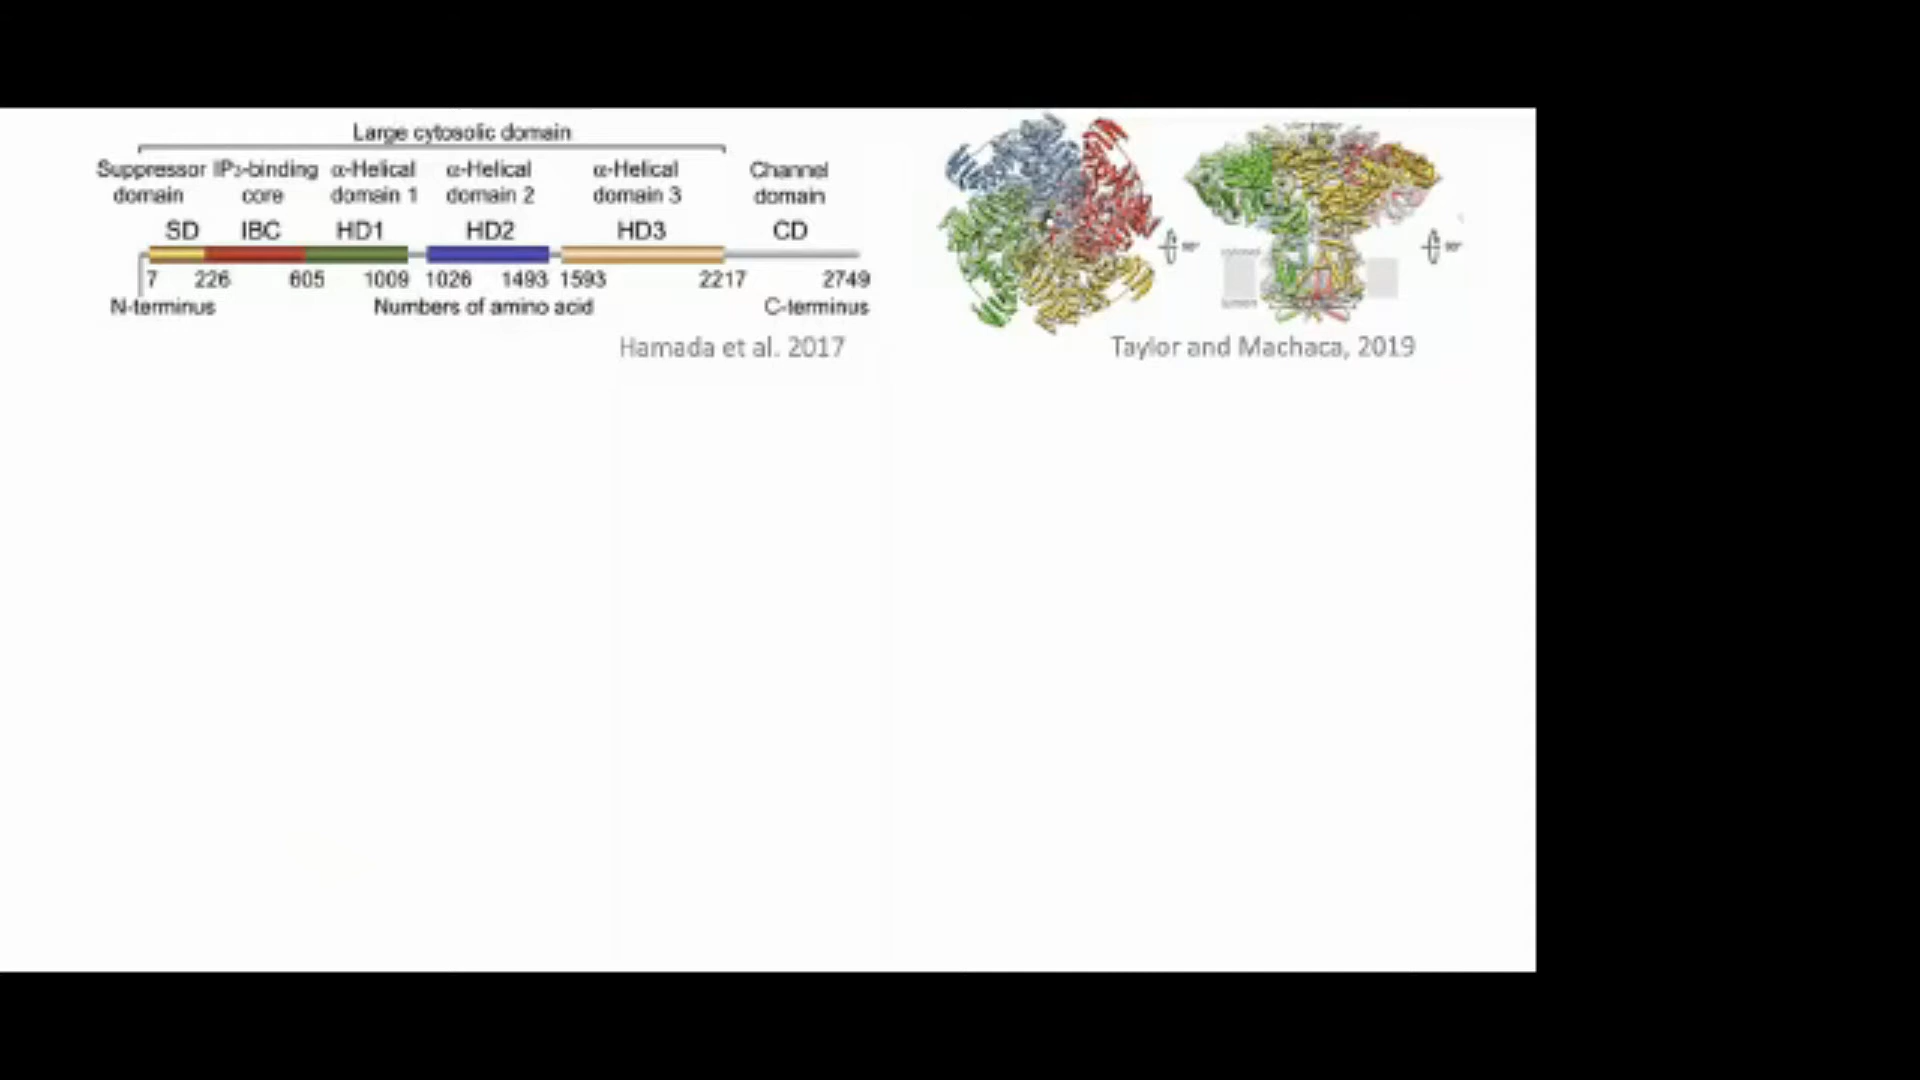 Large cytosolic domain
Suppressor IP₃-binding α-Helical α-Helical α-Helical Channel
domain core domain 1 domain 2 domain 3 domain
SD IBC HD1 HD2 HD3 CD
7 226 605 1009 1026 1493 1593 2217 2749
N-terminus Numbers of amino acid C-terminus
Hamada et al. 2017
90° 90°
Taylor and Machaca, 2019